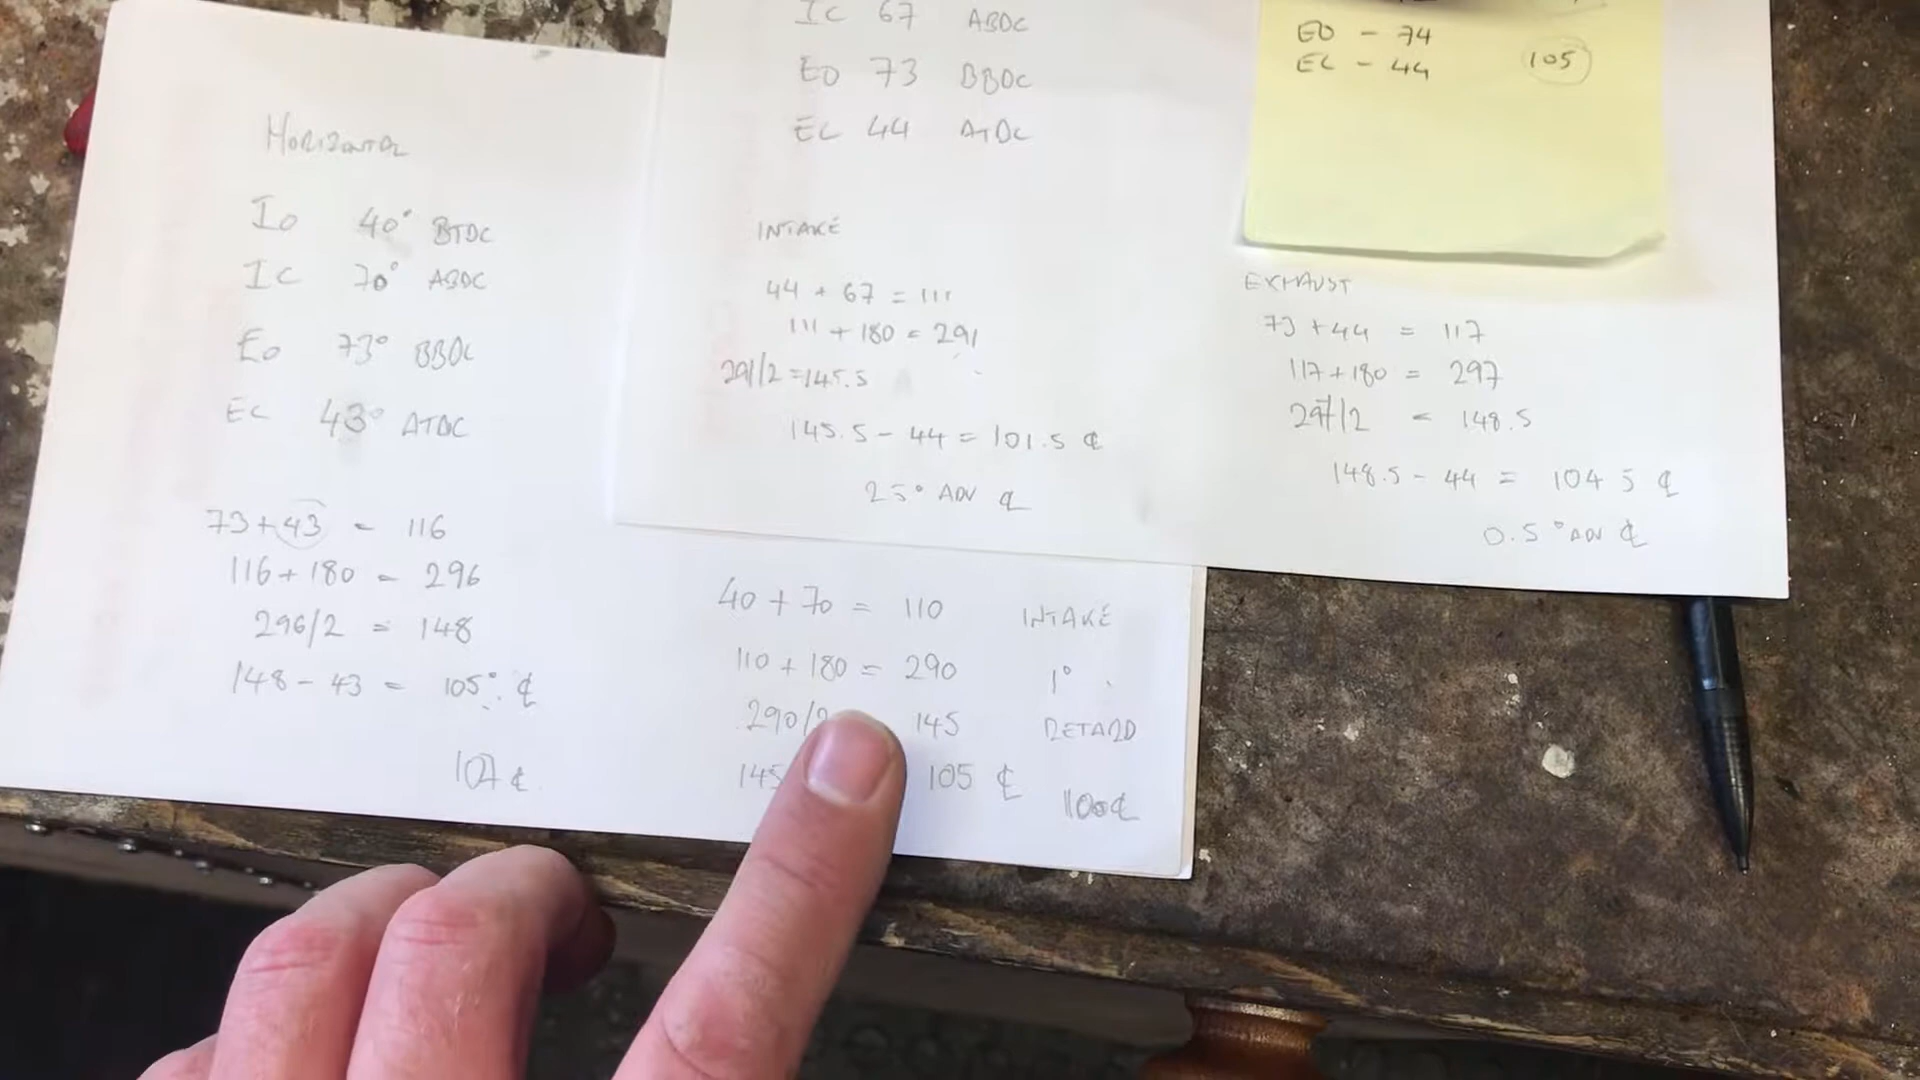 HORIZONTAL
IO 40° BTDC
IC 70° ABDC
EO 73° BBDC
EC 43° ATDC
73+43 = 116
116+180 = 296
296/2 = 148
148-43 = 105° ℄
107 ℄
40+70 = 110 INTAKE
110+180 = 290 1°
290/2 145 RETARD
145 105 ℄
IC 67 ABDC
EO 73 BBDC
EC 44 ATDC
INTAKE
44+67 = 111
111+180 = 291
291/2=145.5
145.5-44 = 101.5 ℄
ADV ℄
EXHAUST
73+44 = 117
117+180 = 297
297/2 = 148.5
148.5-44 = 104 5 ℄
0.5° ADV ℄
EO - 74
EC - 44
105